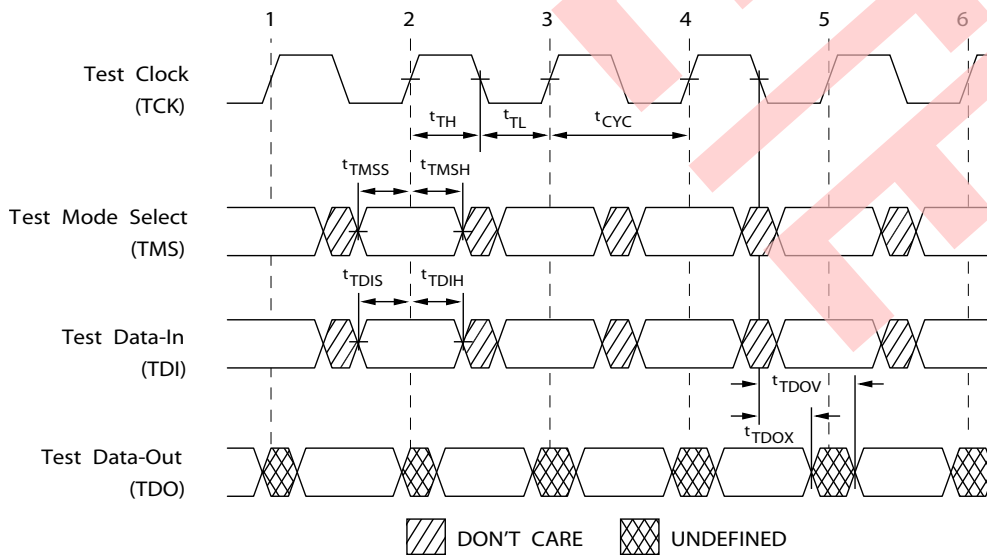 1 2 3 4 5 6
Test Clock
(TCK)
tTH tTL tCYC
tTMSS tTMSH
Test Mode Select
(TMS)
tTDIS tTDIH
Test Data-In
(TDI)
tTDOV
tTDOX
Test Data-Out
(TDO)
DON'T CARE UNDEFINED